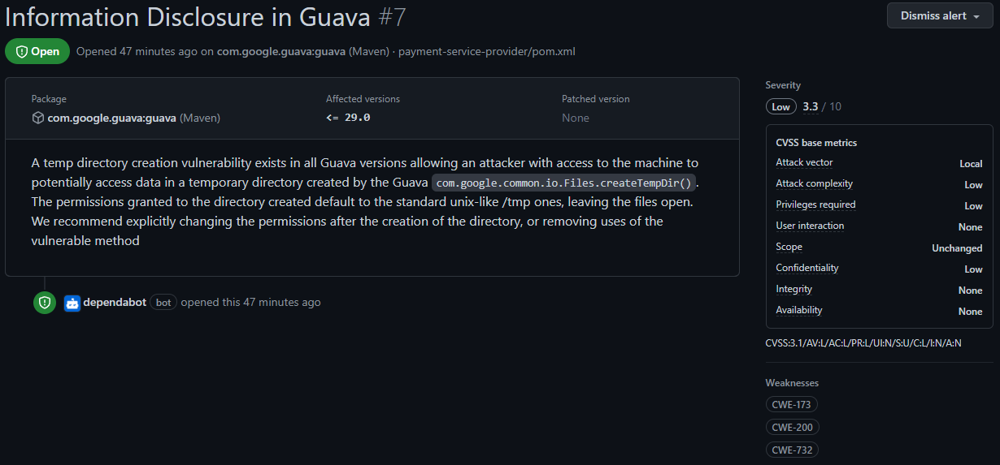 Information Disclosure in Guava #7
Dismiss alert
Open
Opened 47 minutes ago on com.google.guava:guava (Maven) · payment-service-provider/pom.xml
Package
com.google.guava:guava (Maven)
Affected versions
<= 29.0
Patched version
None
A temp directory creation vulnerability exists in all Guava versions allowing an attacker with access to the machine to
potentially access data in a temporary directory created by the Guava com.google.common.io.Files.createTempDir().
The permissions granted to the directory created default to the standard unix-like /tmp ones, leaving the files open.
We recommend explicitly changing the permissions after the creation of the directory, or removing uses of the
vulnerable method
dependabot bot opened this 47 minutes ago
Severity
Low 3.3 / 10
CVSS base metrics
Attack vector Local
Attack complexity Low
Privileges required Low
User interaction None
Scope Unchanged
Confidentiality Low
Integrity None
Availability None
CVSS:3.1/AV:L/AC:L/PR:L/UI:N/S:U/C:L/I:N/A:N
Weaknesses
CWE-173
CWE-200
CWE-732